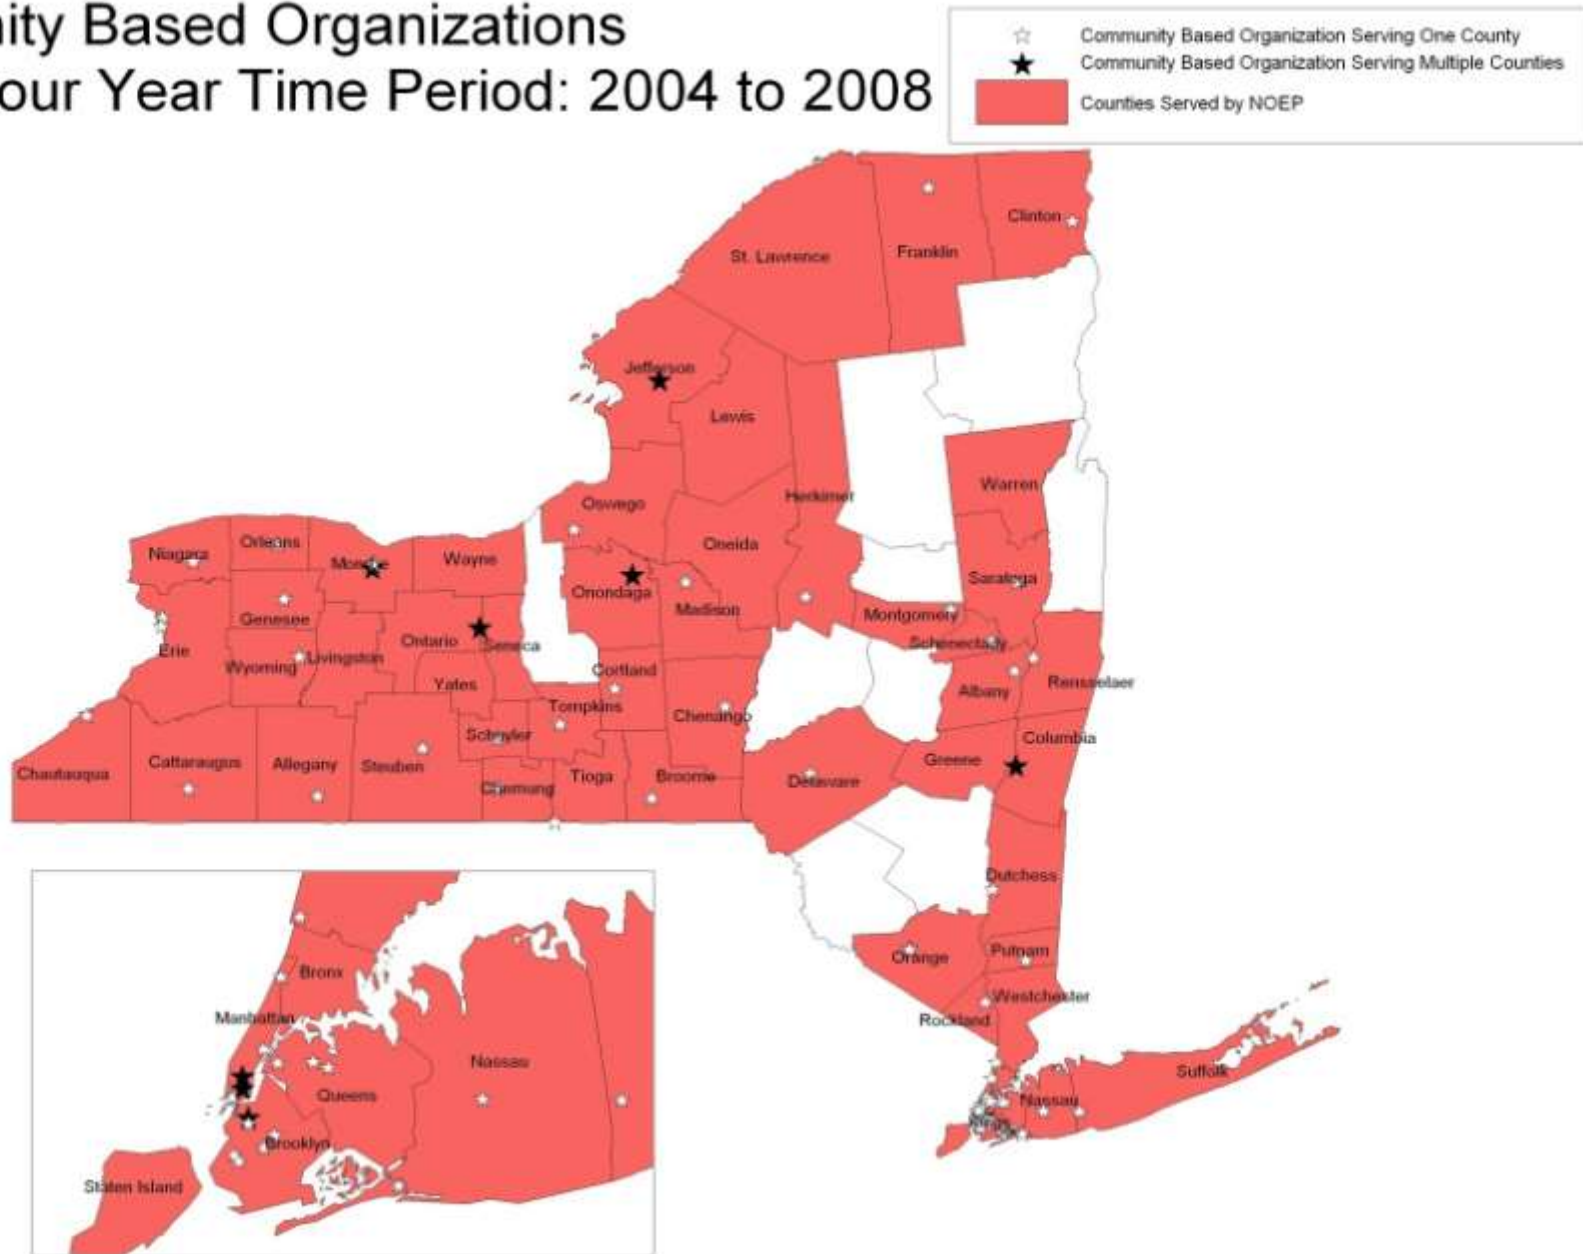 ity Based Organizations
our Year Time Period: 2004 to 2008
Community Based Organization Serving One County
Community Based Organization Serving Multiple Counties
Counties Served by NOEP
Clinton
Franklin
St. Lawrence
Jefferson
Lewis
Warren
Herkimer
Oswego
Oneida
Orleans
Niagara
Monroe
Wayne
Saratoga
Onondaga
Madison
Montgomery
Genesee
Ontario
Seneca
Schenectady
Erie
Wyoming
Livingston
Cortland
Yates
Rensselaer
Albany
Tompkins
Chenango
Schuyler
Columbia
Greene
Cattaraugus
Allegany
Steuben
Chautauqua
Tioga
Broome
Delaware
Chemung
Dutchess
Orange
Putnam
Westchester
Rockland
Suffolk
Nassau
Kings
Bronx
Manhattan
Nassau
Queens
Brooklyn
Staten Island